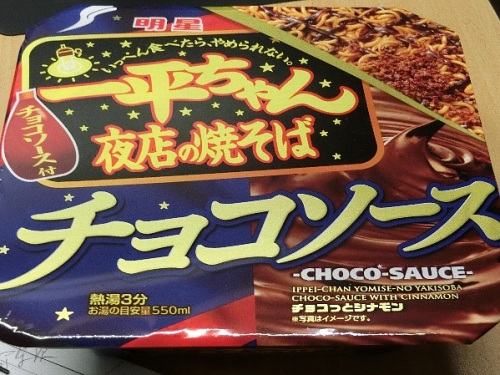 明星
いっぺん食べたら、やめられない。
一平ちゃん
夜店の焼そば
チョコソース付
チョコソース
-CHOCO-SAUCE-
IPPEI-CHAN YOMISE-NO YAKISOBA
CHOCO-SAUCE WITH CINNAMON
チョコっとシナモン
※写真はイメージです。
熱湯3分
お湯の目安量550ml